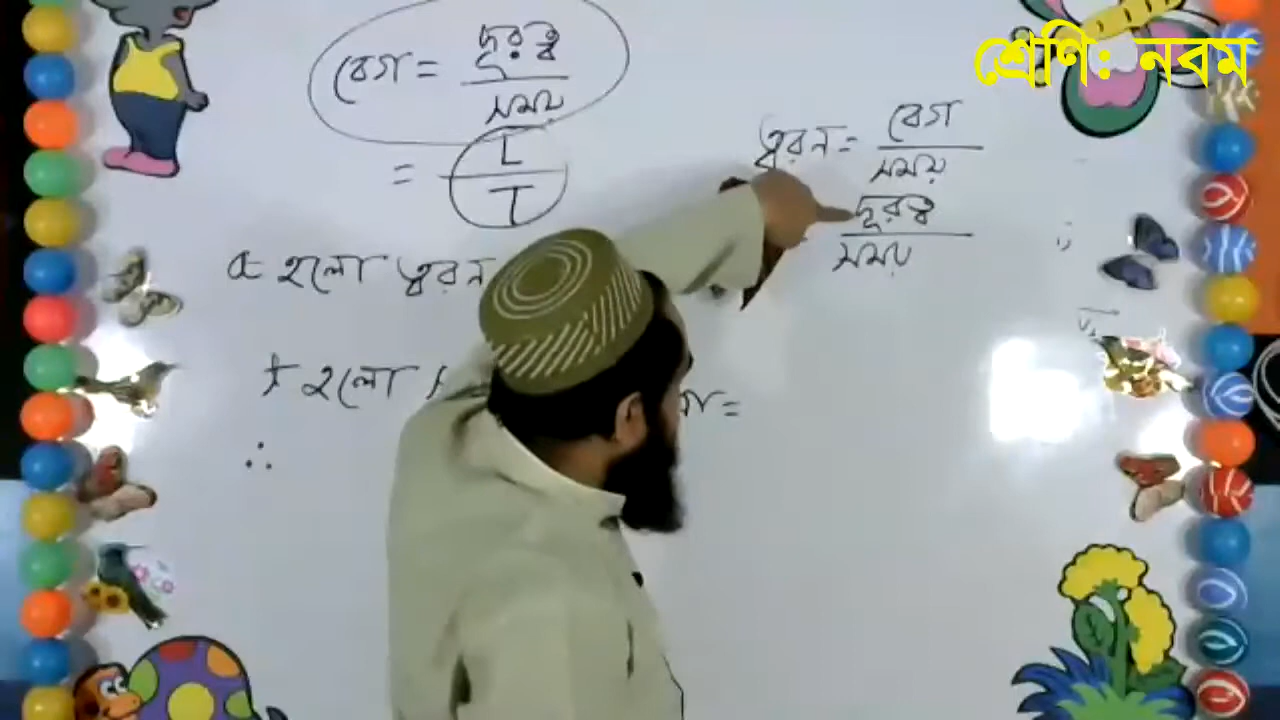 শ্রেণি: নবম
বেগ = দূরত্ব
সময়
= L
T
ত্বরন = বেগ
সময়
দূরত্ব
সময়
a হলো ত্বরন
t হলো
=
∴